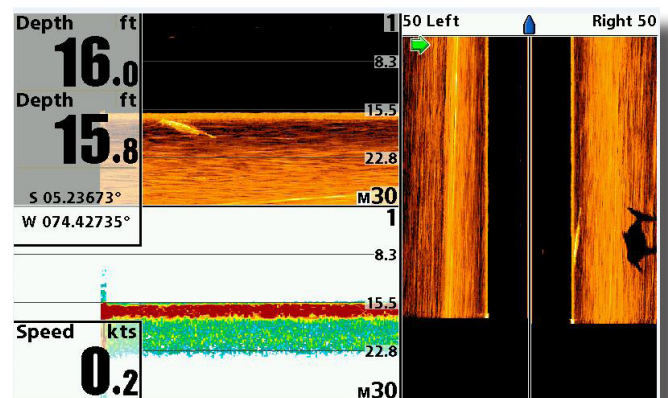 Depth ft
16.0
Depth ft
15.8
S 05.23673°
W 074.42735°
Speed kts
0.2
1
8.3
15.5
22.8
M30
1
8.3
15.5
22.8
M30
50 Left
Right 50